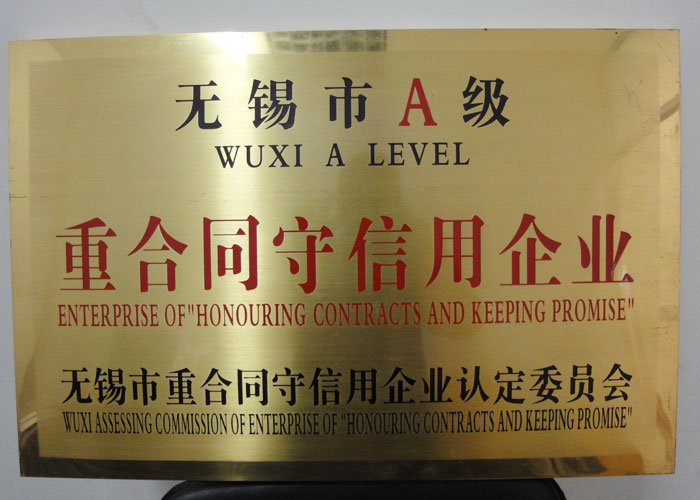 无锡市A级
WUXI A LEVEL
重合同守信用企业
ENTERPRISE OF "HONOURING CONTRACTS AND KEEPING PROMISE"
无锡市重合同守信用企业认定委员会
WUXI ASSESSING COMMISSION OF ENTERPRISE OF "HONOURING CONTRACTS AND KEEPING PROMISE"